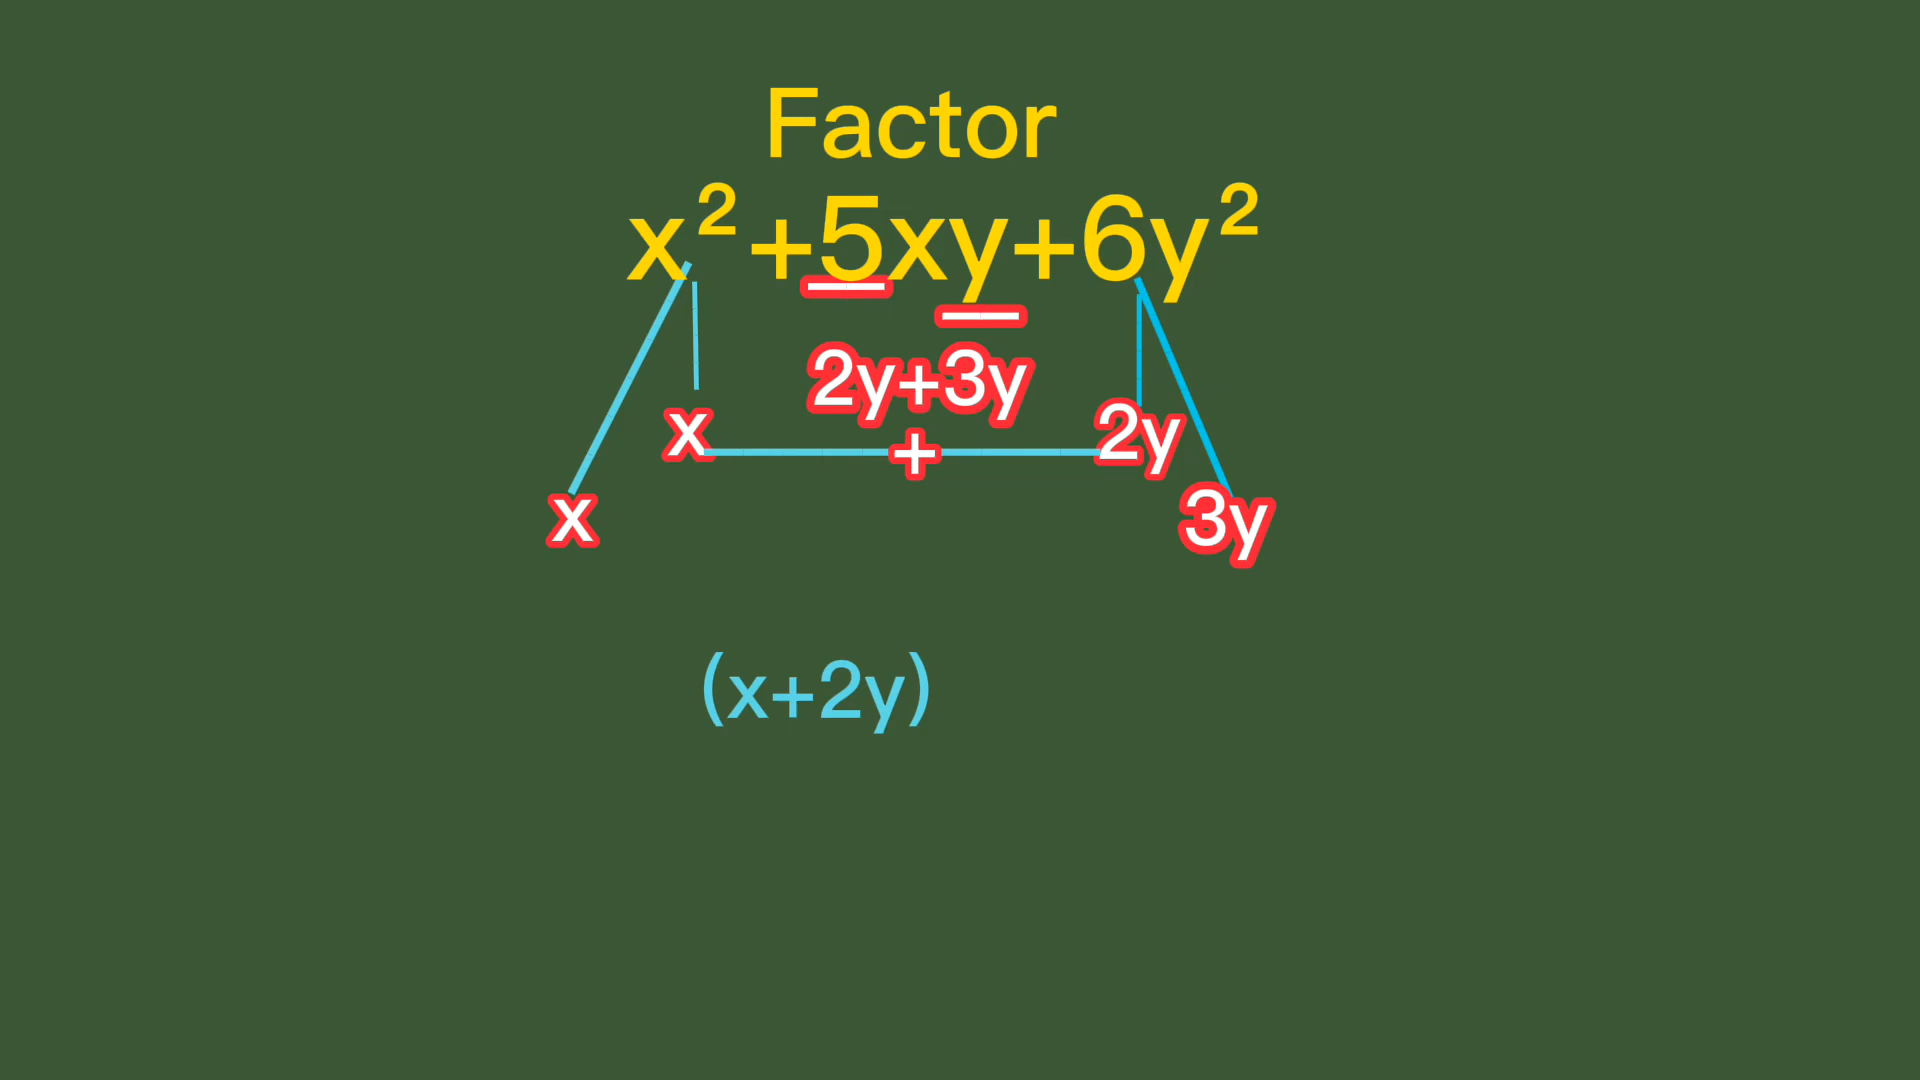 Factor
x²+5xy+6y²
2y+3y
x + 2y
x 3y
(x+2y)